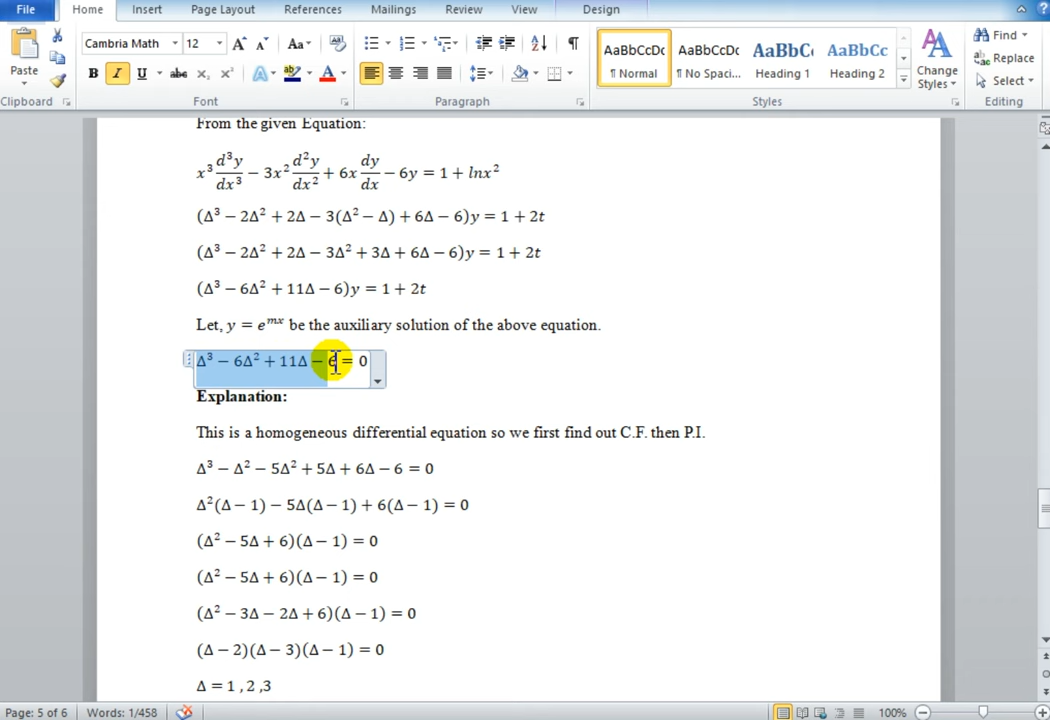 File Home Insert Page Layout References Mailings Review View Design
Cambria Math 12 Aa
Paste
B I U abc x₂ x² A A
AaBbCcDc AaBbCcDc AaBbC AaBbCc
¶ Normal ¶ No Spaci... Heading 1 Heading 2
Change Styles
Find
Replace
Select
Clipboard Font Paragraph Styles Editing
From the given Equation:
x³ d³y/dx³ − 3x² d²y/dx² + 6x dy/dx − 6y = 1 + lnx²
(Δ³ − 2Δ² + 2Δ − 3(Δ² − Δ) + 6Δ − 6)y = 1 + 2t
(Δ³ − 2Δ² + 2Δ − 3Δ² + 3Δ + 6Δ − 6)y = 1 + 2t
(Δ³ − 6Δ² + 11Δ − 6)y = 1 + 2t
Let, y = eᵐˣ be the auxiliary solution of the above equation.
Δ³ − 6Δ² + 11Δ − 6 = 0
Explanation:
This is a homogeneous differential equation so we first find out C.F. then P.I.
Δ³ − Δ² − 5Δ² + 5Δ + 6Δ − 6 = 0
Δ²(Δ − 1) − 5Δ(Δ − 1) + 6(Δ − 1) = 0
(Δ² − 5Δ + 6)(Δ − 1) = 0
(Δ² − 5Δ + 6)(Δ − 1) = 0
(Δ² − 3Δ − 2Δ + 6)(Δ − 1) = 0
(Δ − 2)(Δ − 3)(Δ − 1) = 0
Δ = 1 , 2 ,3
Page: 5 of 6 Words: 1/458 100%